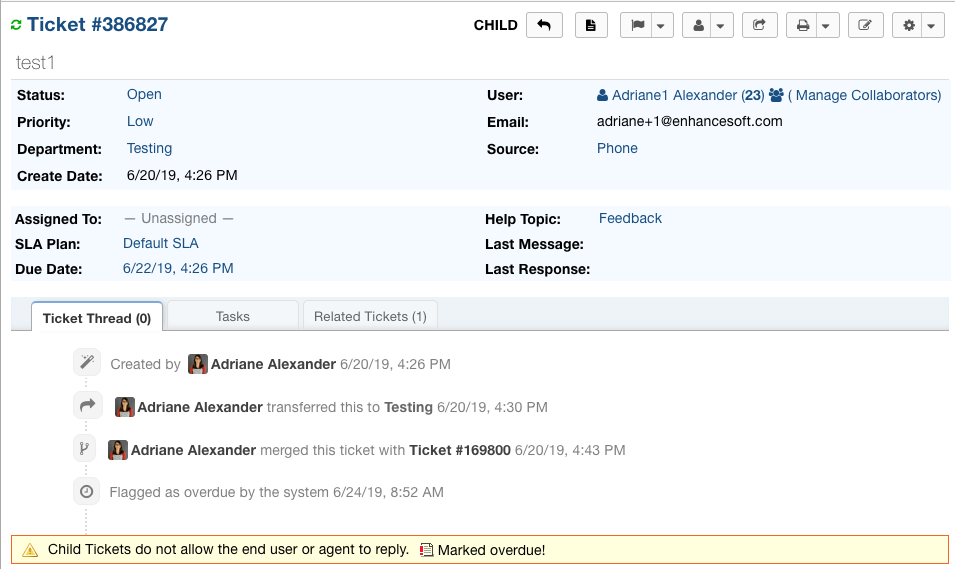 Ticket #386827 CHILD
test1
Status: Open User: Adriane1 Alexander (23) ( Manage Collaborators)
Priority: Low Email: adriane+1@enhancesoft.com
Department: Testing Source: Phone
Create Date: 6/20/19, 4:26 PM
Assigned To: — Unassigned — Help Topic: Feedback
SLA Plan: Default SLA Last Message:
Due Date: 6/22/19, 4:26 PM Last Response:
Ticket Thread (0) Tasks Related Tickets (1)
Created by Adriane Alexander 6/20/19, 4:26 PM
Adriane Alexander transferred this to Testing 6/20/19, 4:30 PM
Adriane Alexander merged this ticket with Ticket #169800 6/20/19, 4:43 PM
Flagged as overdue by the system 6/24/19, 8:52 AM
Child Tickets do not allow the end user or agent to reply. Marked overdue!